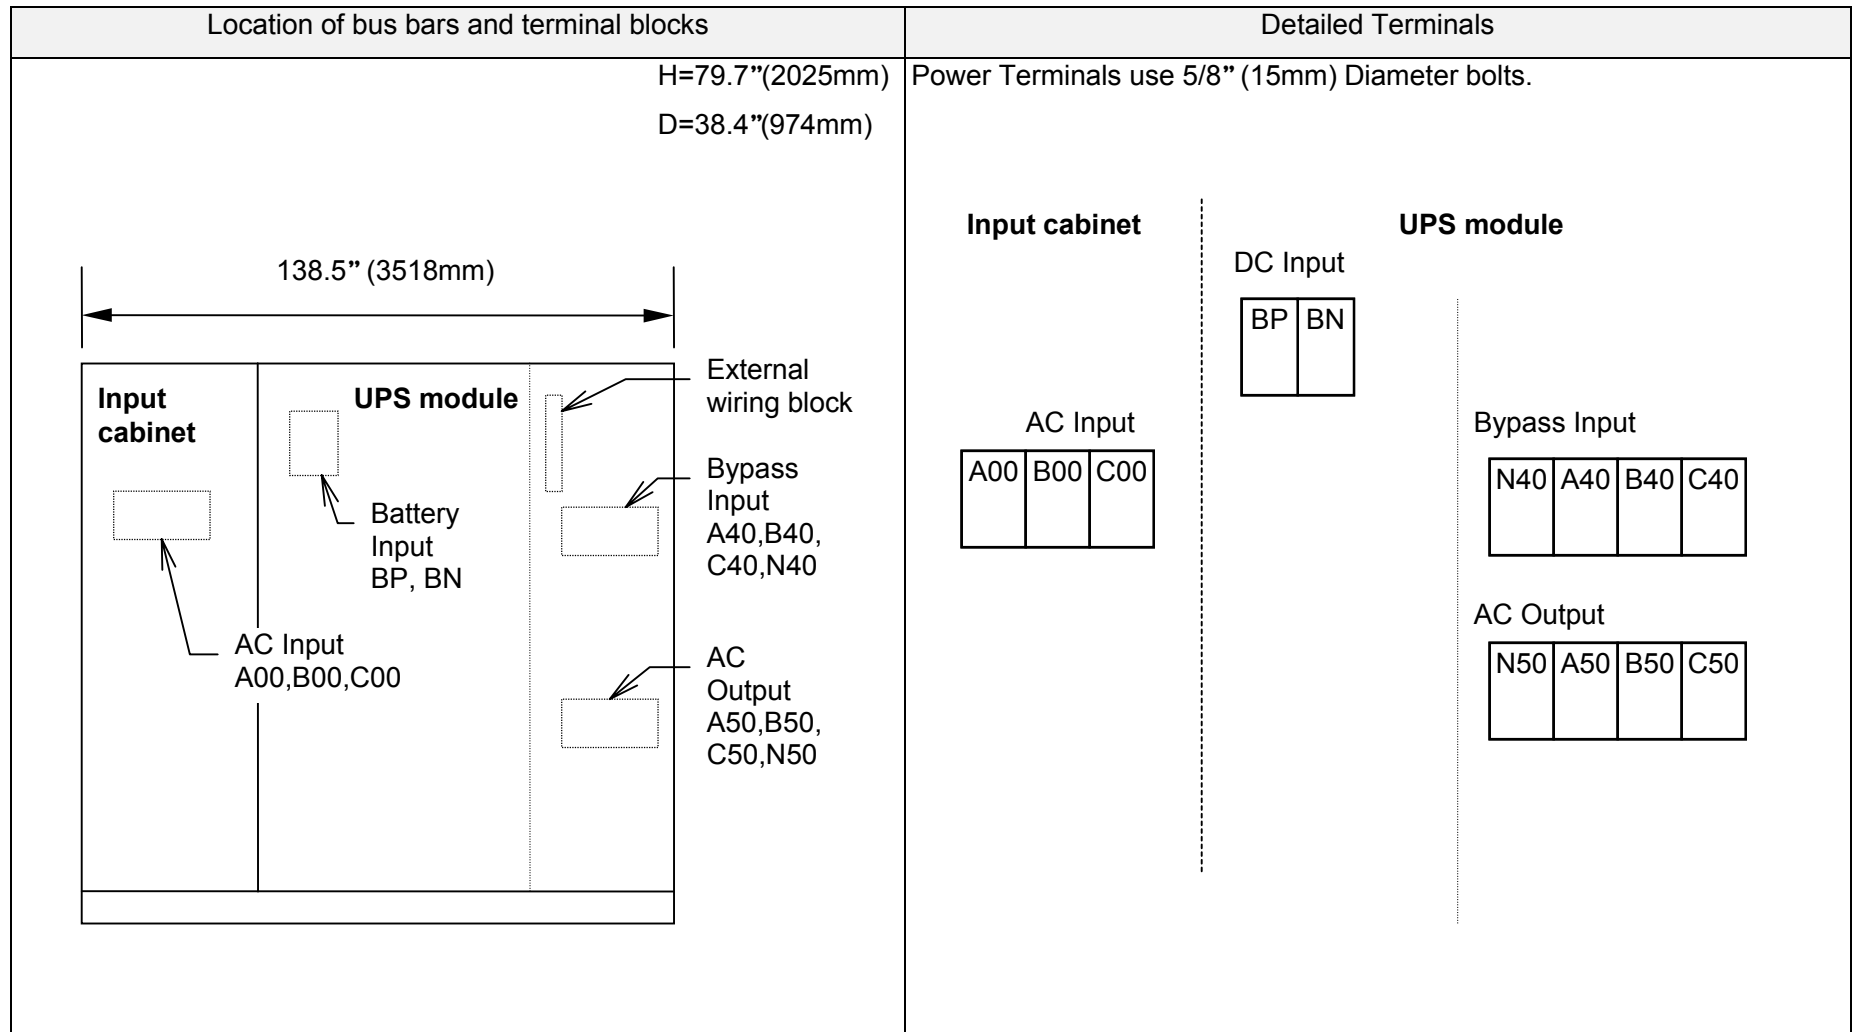 Location of bus bars and terminal blocks
Detailed Terminals
H=79.7”(2025mm)
D=38.4”(974mm)
138.5” (3518mm)
Input
cabinet
UPS module
External
wiring block
Battery
Input
BP, BN
Bypass
Input
A40,B40,
C40,N40
AC Input
A00,B00,C00
AC
Output
A50,B50,
C50,N50
Power Terminals use 5/8” (15mm) Diameter bolts.
Input cabinet
UPS module
DC Input
BP BN
AC Input
A00 B00 C00
Bypass Input
N40 A40 B40 C40
AC Output
N50 A50 B50 C50